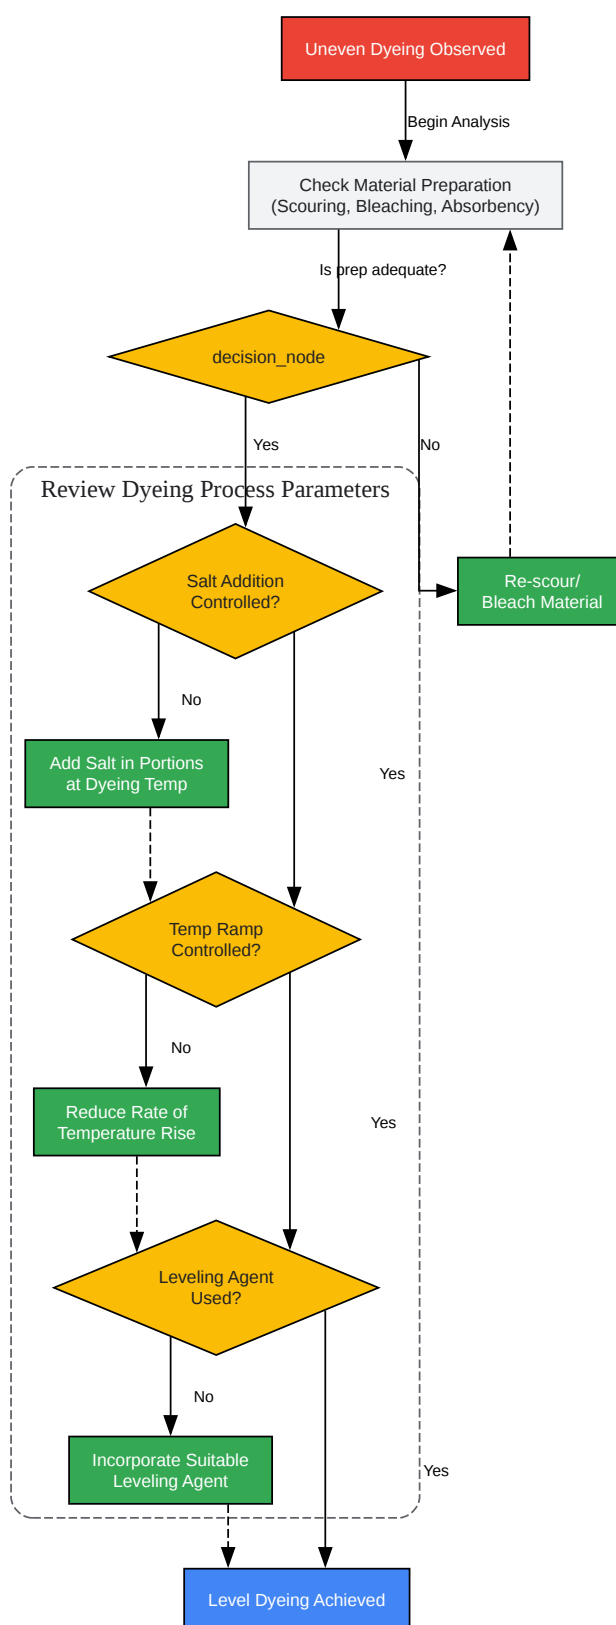 Uneven Dyeing Observed
Begin Analysis
Check Material Preparation
(Scouring, Bleaching, Absorbency)
Is prep adequate?
decision_node
Yes
No
Review Dyeing Process Parameters
Salt Addition
Controlled?
Re-scour/
Bleach Material
No
Add Salt in Portions
at Dyeing Temp
Yes
Temp Ramp
Controlled?
No
Reduce Rate of
Temperature Rise
Yes
Leveling Agent
Used?
No
Incorporate Suitable
Leveling Agent
Yes
Level Dyeing Achieved